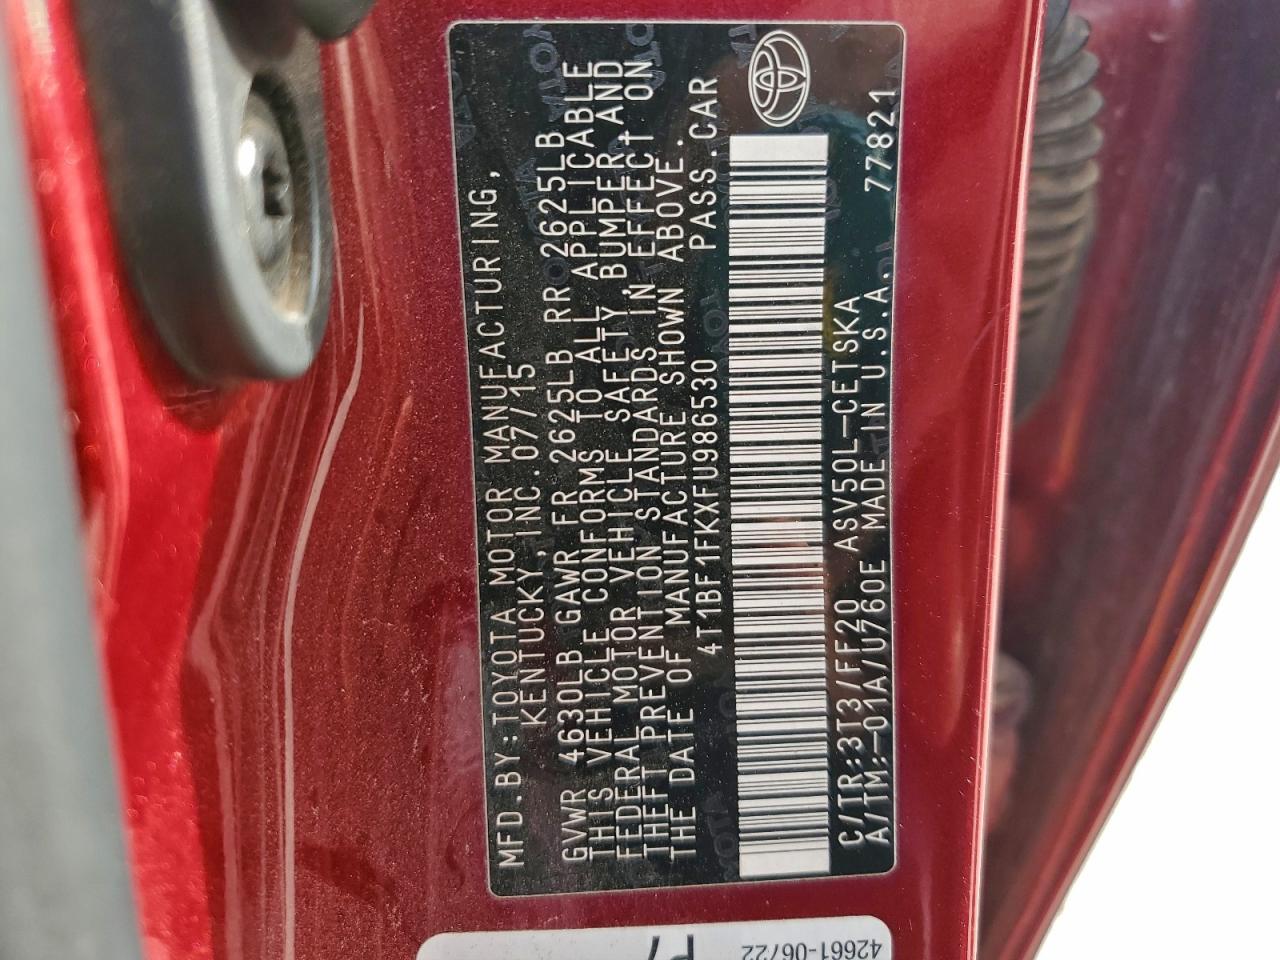 MFD.BY:TOYOTA MOTOR MANUFACTURING,
KENTUCKY,INC.07/15
GVWR 4630LB GAWR FR 2625LB RR 2625LB
THIS VEHICLE CONFORMS TO ALL APPLICABLE
FEDERAL MOTOR VEHICLE SAFETY,BUMPER,AND
THEFT PREVENTION STANDARDS IN EFFECT ON
THE DATE OF MANUFACTURE SHOWN ABOVE.
4T1BF1FKXFU986530 PASS.CAR
C/TR:3T3/FF20 ASV50L-CETSKA 77821
A/TM:-01A/U760E MADE IN U.S.A.
P7
42661-06722